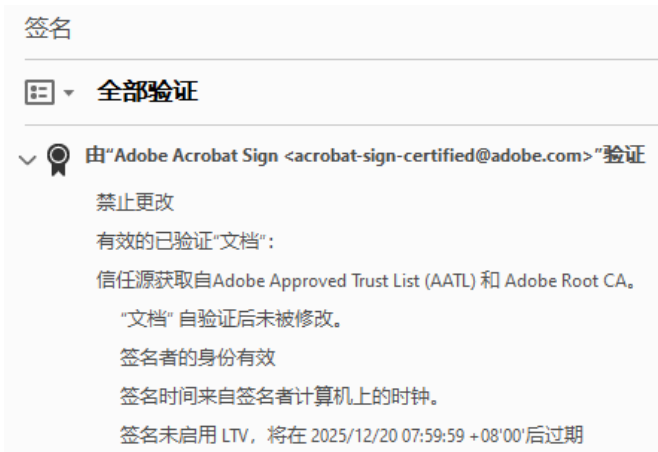 签名
全部验证
由“Adobe Acrobat Sign <acrobat-sign-certified@adobe.com>”验证
禁止更改
有效的已验证“文档”：
信任源获取自Adobe Approved Trust List (AATL) 和 Adobe Root CA。
“文档” 自验证后未被修改。
签名者的身份有效
签名时间来自签名者计算机上的时钟。
签名未启用 LTV，将在 2025/12/20 07:59:59 +08'00'后过期